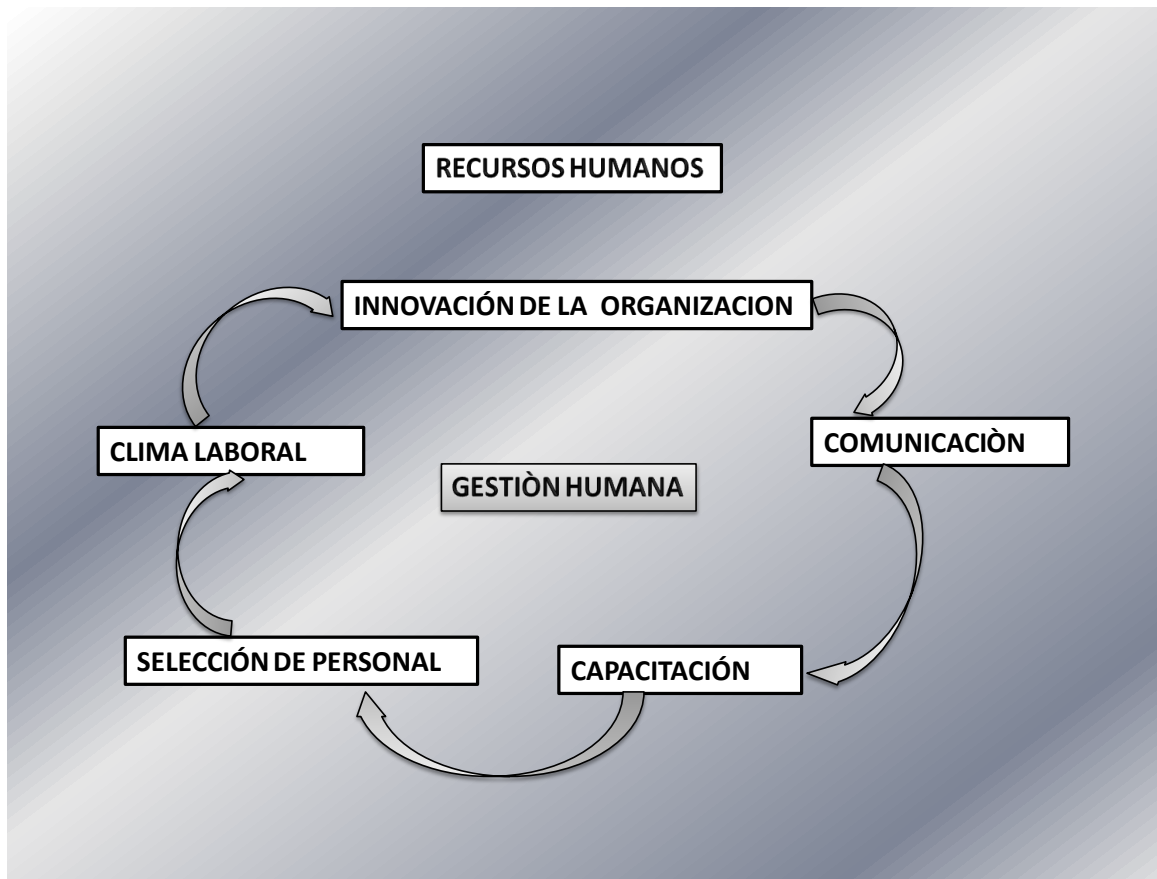 RECURSOS HUMANOS
INNOVACIÓN DE LA ORGANIZACION
CLIMA LABORAL
COMUNICACIÒN
GESTIÒN HUMANA
SELECCIÓN DE PERSONAL
CAPACITACIÓN